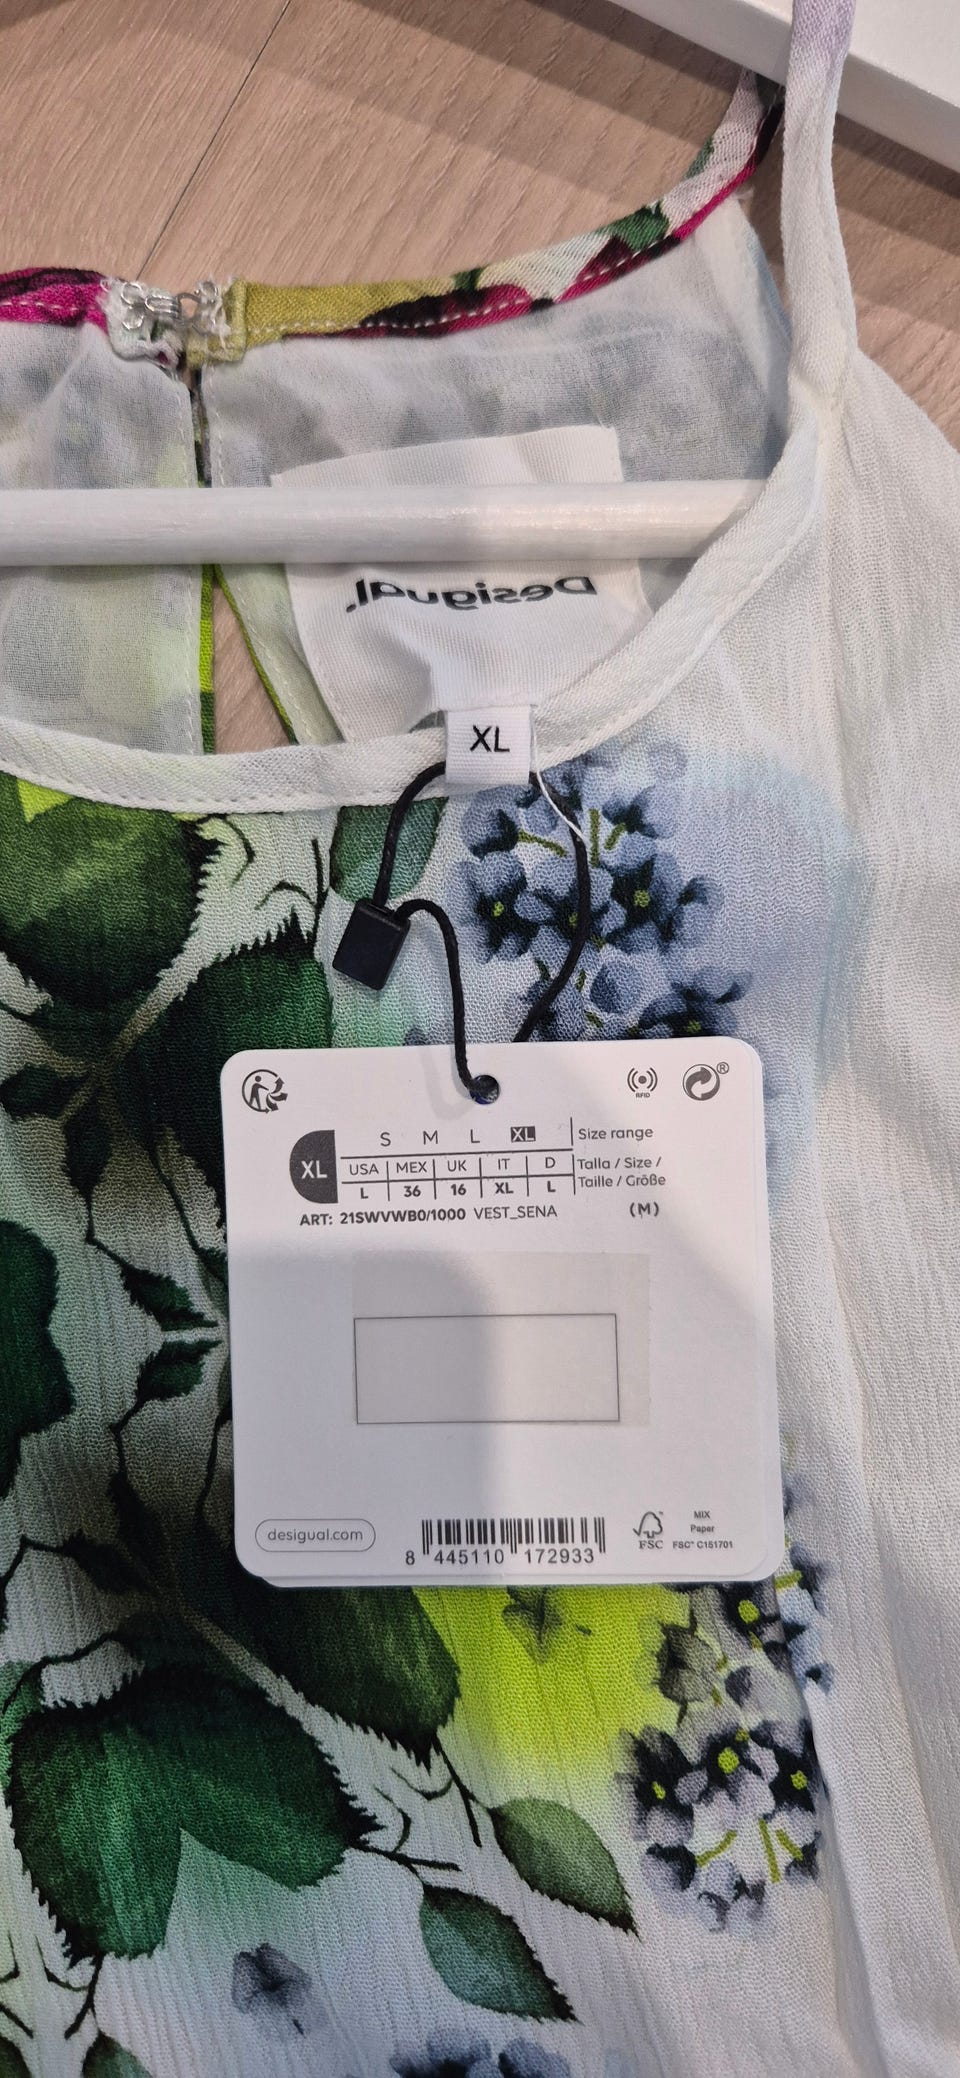 Desigual.
XL
RFID
®
S M L XL Size range
XL
USA MEX UK IT D Talla / Size /
L 36 16 XL L Taille / Größe
ART: 21SWVWB0/1000 VEST_SENA (M)
desigual.com
8 445110 172933
FSC
MIX
Paper
FSC® C151701